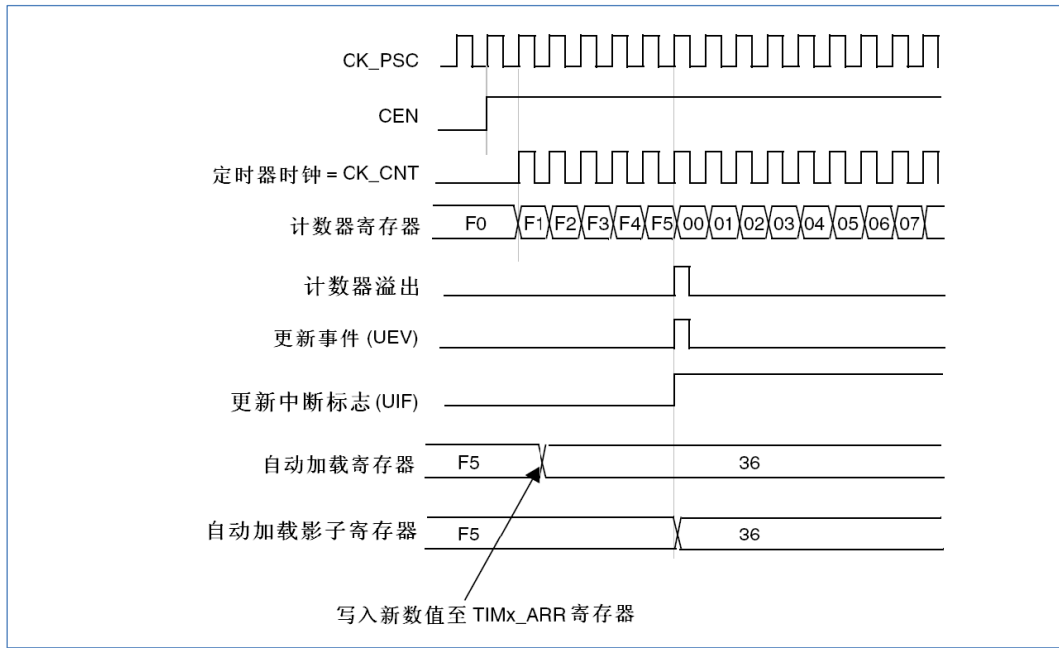 CK_PSC
CEN
定时器时钟 = CK_CNT
计数器寄存器 F0 F1 F2 F3 F4 F5 00 01 02 03 04 05 06 07
计数器溢出
更新事件 (UEV)
更新中断标志 (UIF)
自动加载寄存器 F5 36
自动加载影子寄存器 F5 36
写入新数值至 TIMx_ARR 寄存器